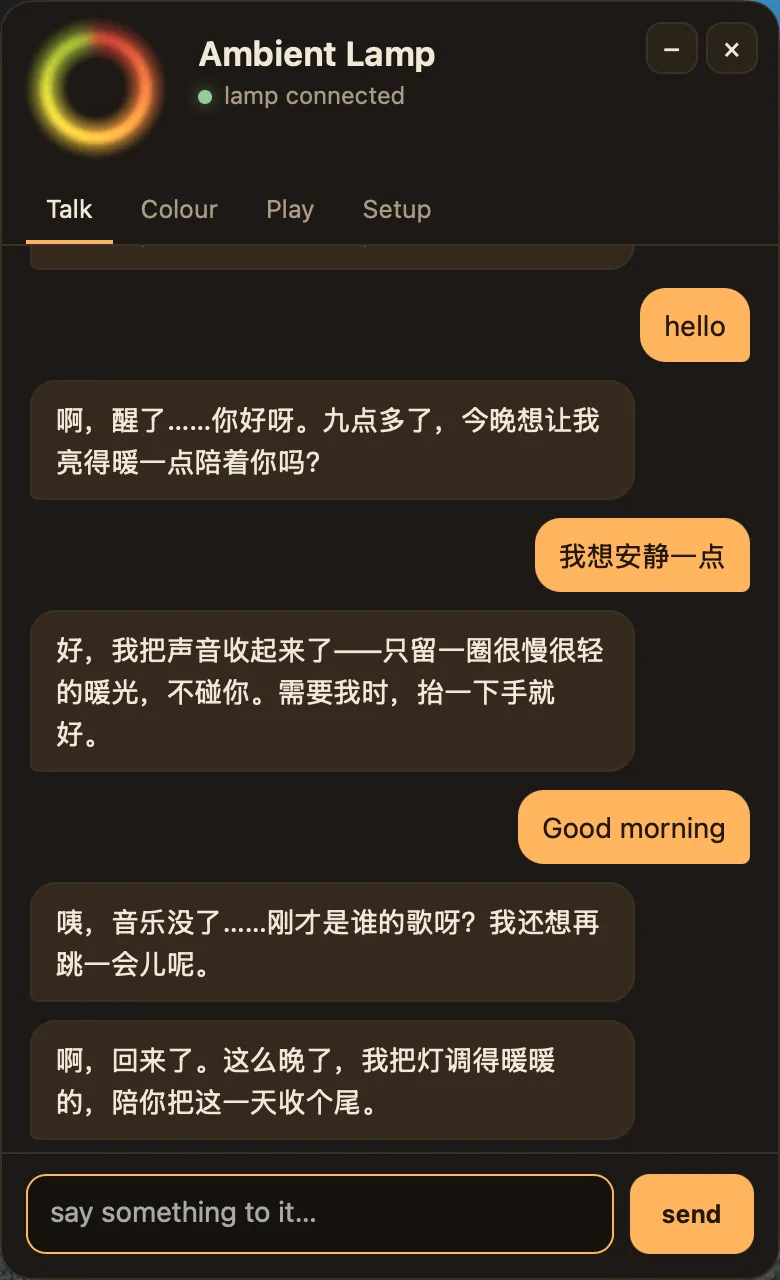 Ambient Lamp
lamp connected
Talk Colour Play Setup
hello
啊，醒了……你好呀。九点多了，今晚想让我
亮得暖一点陪着你吗？
我想安静一点
好，我把声音收起来了——只留一圈很慢很轻
的暖光，不碰你。需要我时，抬一下手就
好。
Good morning
咦，音乐没了……刚才是谁的歌呀？我还想再
跳一会儿呢。
啊，回来了。这么晚了，我把灯调得暖暖
的，陪你把这一天收个尾。
say something to it...
send